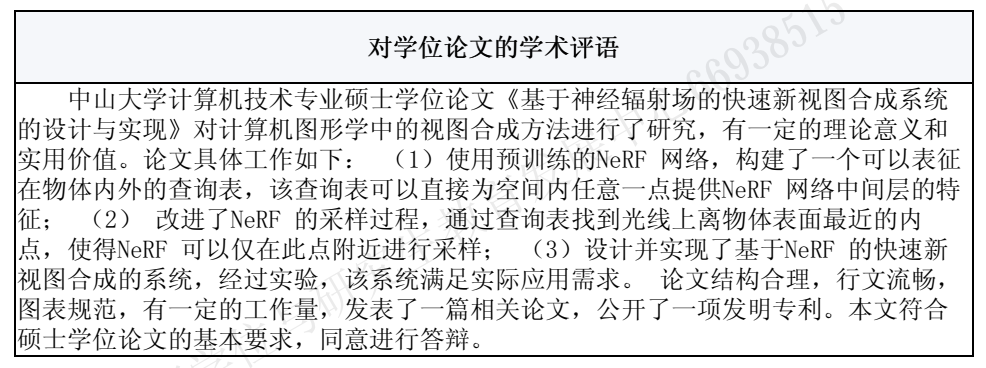 对学位论文的学术评语
中山大学计算机技术专业硕士学位论文《基于神经辐射场的快速新视图合成系统
的设计与实现》对计算机图形学中的视图合成方法进行了研究，有一定的理论意义和
实用价值。论文具体工作如下： （1）使用预训练的NeRF 网络，构建了一个可以表征
在物体内外的查询表，该查询表可以直接为空间内任意一点提供NeRF 网络中间层的特
征； （2） 改进了NeRF 的采样过程，通过查询表找到光线上离物体表面最近的内
点，使得NeRF 可以仅在此点附近进行采样； （3）设计并实现了基于NeRF 的快速新
视图合成的系统，经过实验，该系统满足实际应用需求。 论文结构合理，行文流畅，
图表规范，有一定的工作量，发表了一篇相关论文，公开了一项发明专利。本文符合
硕士学位论文的基本要求，同意进行答辩。
66938515